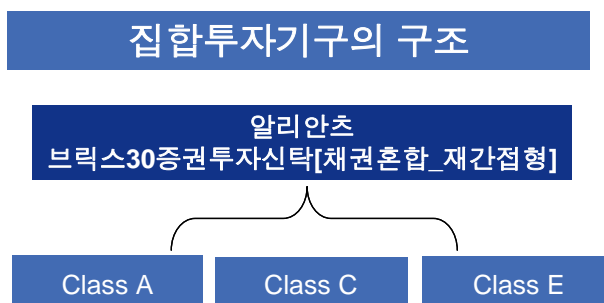 집합투자기구의 구조
알리안츠
브릭스30증권투자신탁[채권혼합_재간접형]
Class A
Class C
Class E